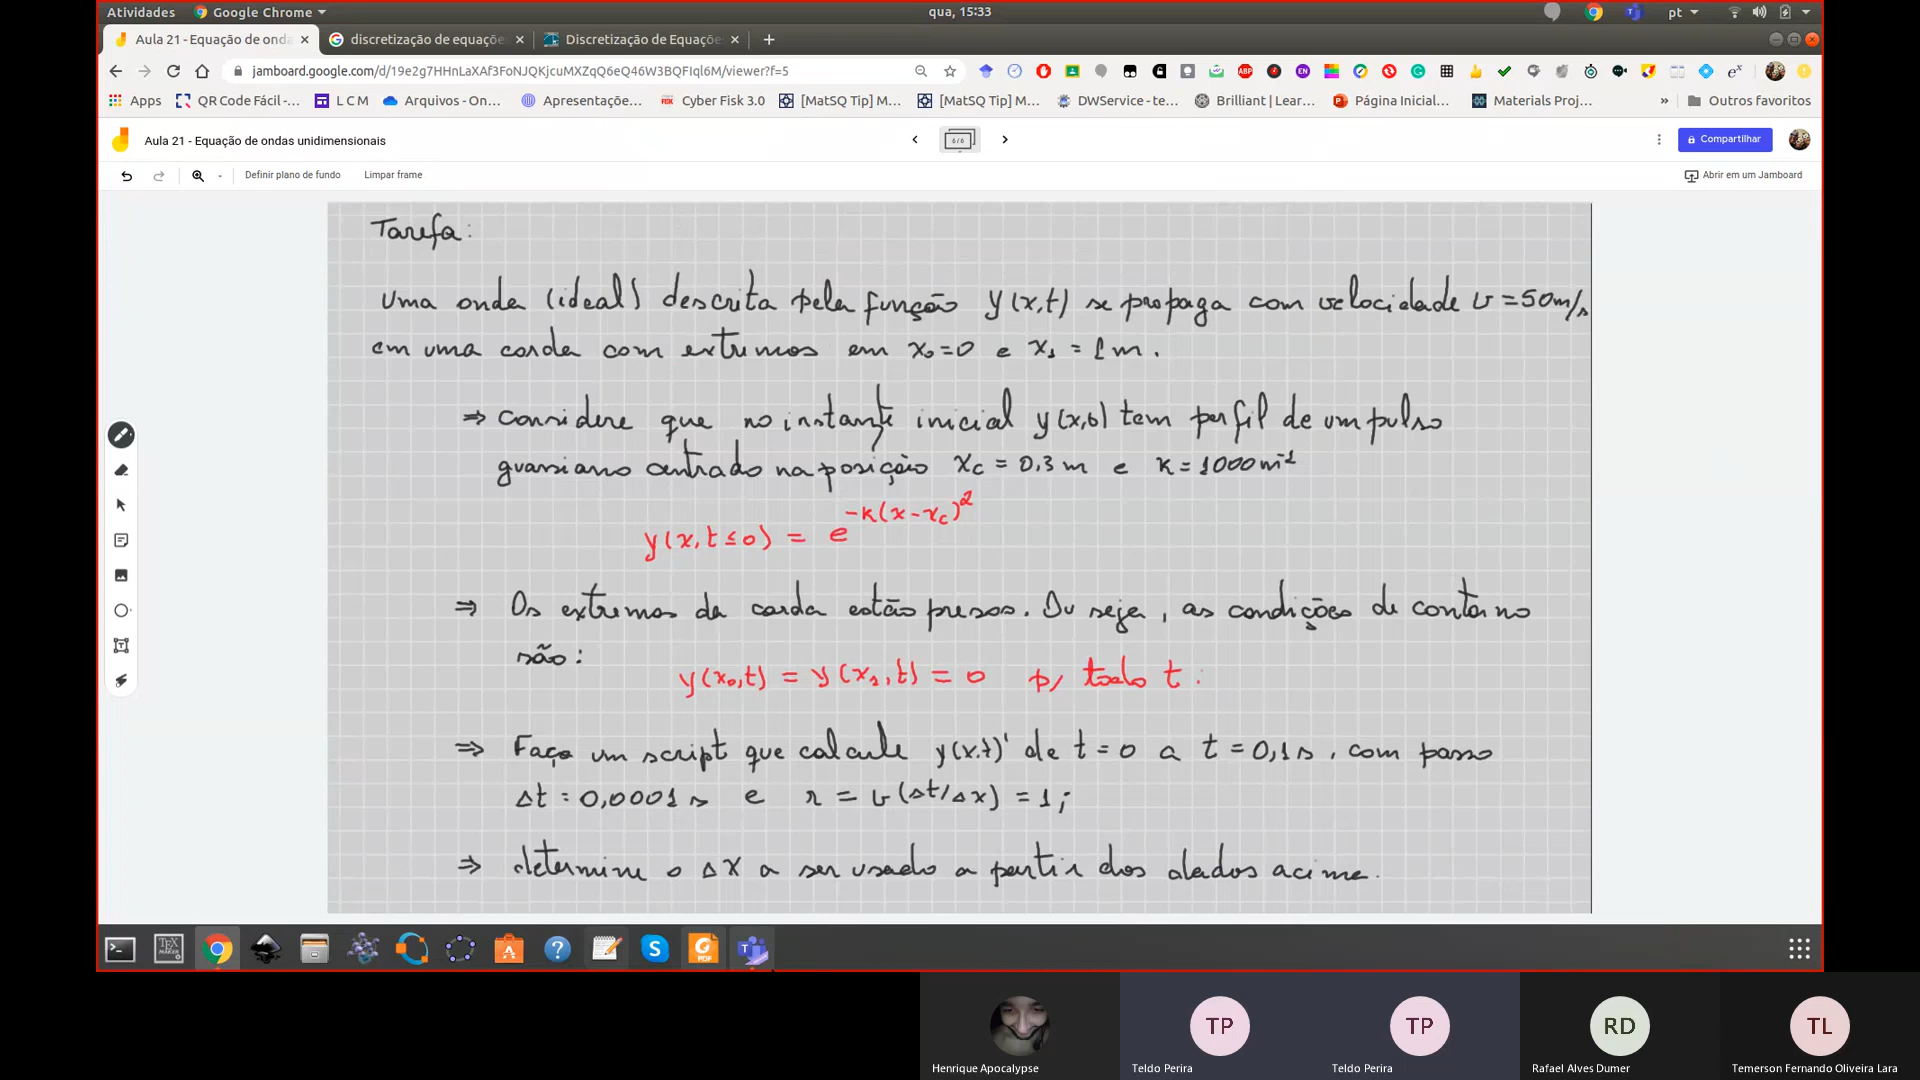 Atividades
Google Chrome
qua, 15:33
pt
Aula 21 - Equação de onda
discretização de equaçõe
Discretização de Equaçõe
jamboard.google.com/d/19e2g7HHnLaXAf3FoNJQKjcuMXZqQ6eQ46W3BQFIql6M/viewer?f=5
Apps
QR Code Fácil -...
L C M
Arquivos - On...
Apresentaçõe...
Cyber Fisk 3.0
[MatSQ Tip] M...
[MatSQ Tip] M...
DWService - te...
Brilliant | Lear...
Página Inicial...
Materials Proj...
»
Outros favoritos
Aula 21 - Equação de ondas unidimensionais
6/6
Compartilhar
Definir plano de fundo
Limpar frame
Abrir em um Jamboard
Tarefa:
Uma onda (ideal) descrita pela função y(x,t) se propaga com velocidade v = 50 m/s
em uma corda com extremos em x₀=0 e x₁ = 1 m.
⇒ considere que no instante inicial y(x,0) tem perfil de um pulso
gaussiano centrado na posição xc = 0,3 m e κ = 1000 m⁻¹
y(x, t ≤ 0) = e^-κ(x - xc)²
⇒ Os extremos da corda estão presos. Ou seja, as condições de contorno
são:
y(x₀,t) = y(x₁,t) = 0 p/ todo t.
⇒ Faça um script que calcule y(x,t) de t = 0 a t = 0,1 s, com passo
Δt = 0,0001 s e r = v(Δt/Δx) = 1;
⇒ determine o Δx a ser usado a partir dos dados acima.
Henrique Apocalypse
TP
Teldo Perira
TP
Teldo Perira
RD
Rafael Alves Dumer
TL
Temerson Fernando Oliveira Lara